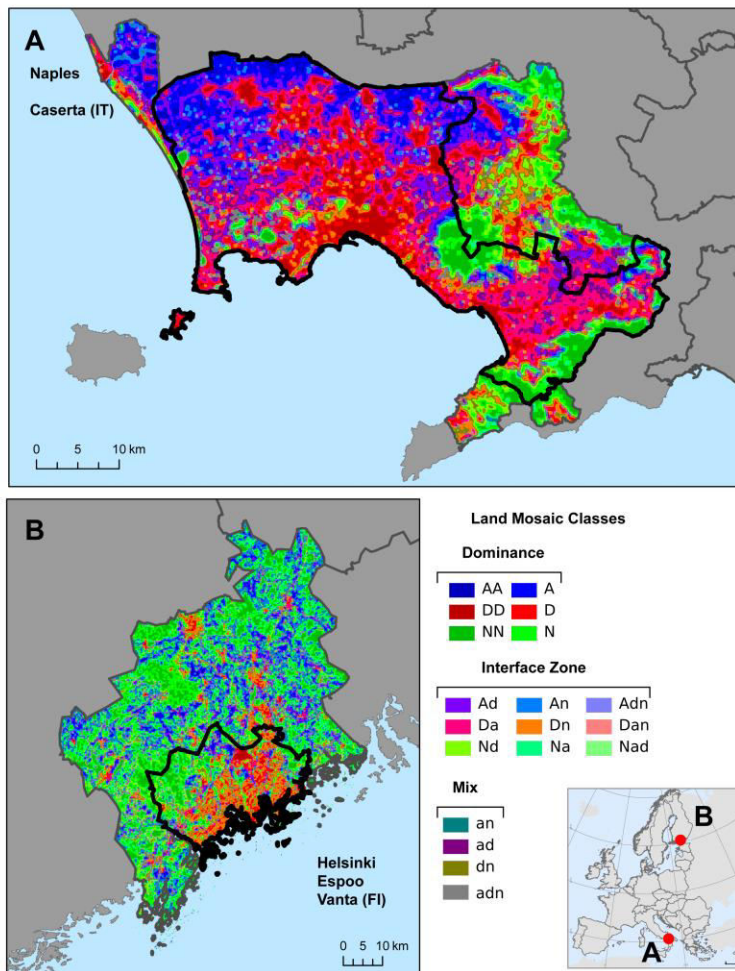 A
Naples
Caserta (IT)
0 5 10 km
B
Helsinki
Espoo
Vanta (FI)
0 5 10 km
Land Mosaic Classes
Dominance
AA A
DD D
NN N
Interface Zone
Ad An Adn
Da Dn Dan
Nd Na Nad
Mix
an
ad
dn
adn
B
A